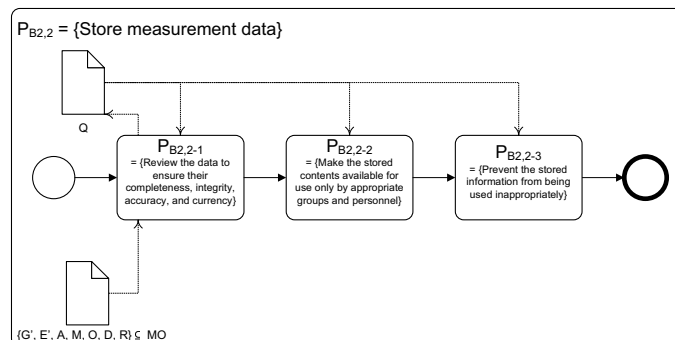 P_B2,2 = {Store measurement data}
Q
P_B2,2-1
= {Review the data to
ensure their
completeness, integrity,
accuracy, and currency}
P_B2,2-2
= {Make the stored
contents available for
use only by appropriate
groups and personnel}
P_B2,2-3
= {Prevent the stored
information from being
used inappropriately}
{G', E', A, M, O, D, R} ⊆ MO